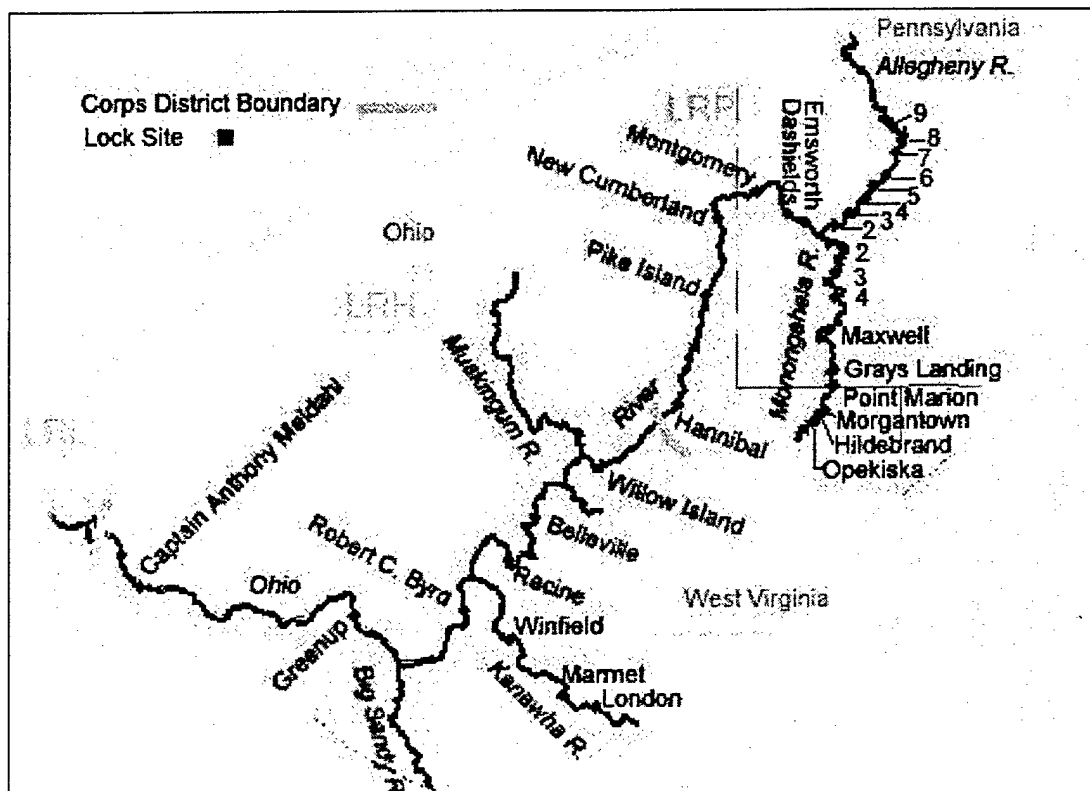 Pennsylvania
Allegheny R.
Corps District Boundary
Lock Site
LRP
Emsworth
Dashields
Montgomery
New Cumberland
9
8
7
6
5
4
3
2
Ohio
Pike Island
Monongahela R.
2
3
4
LRH
Maxwell
Muskingum R.
River
Grays Landing
Point Marion
Morgantown
Hildebrand
Opekiska
Hannibal
Captain Anthony Meldahl
Willow Island
Belleville
Robert C. Byrd
Racine
Ohio
West Virginia
Winfield
Greenup
Marmet
London
Kanawha R.
Big Sandy R.